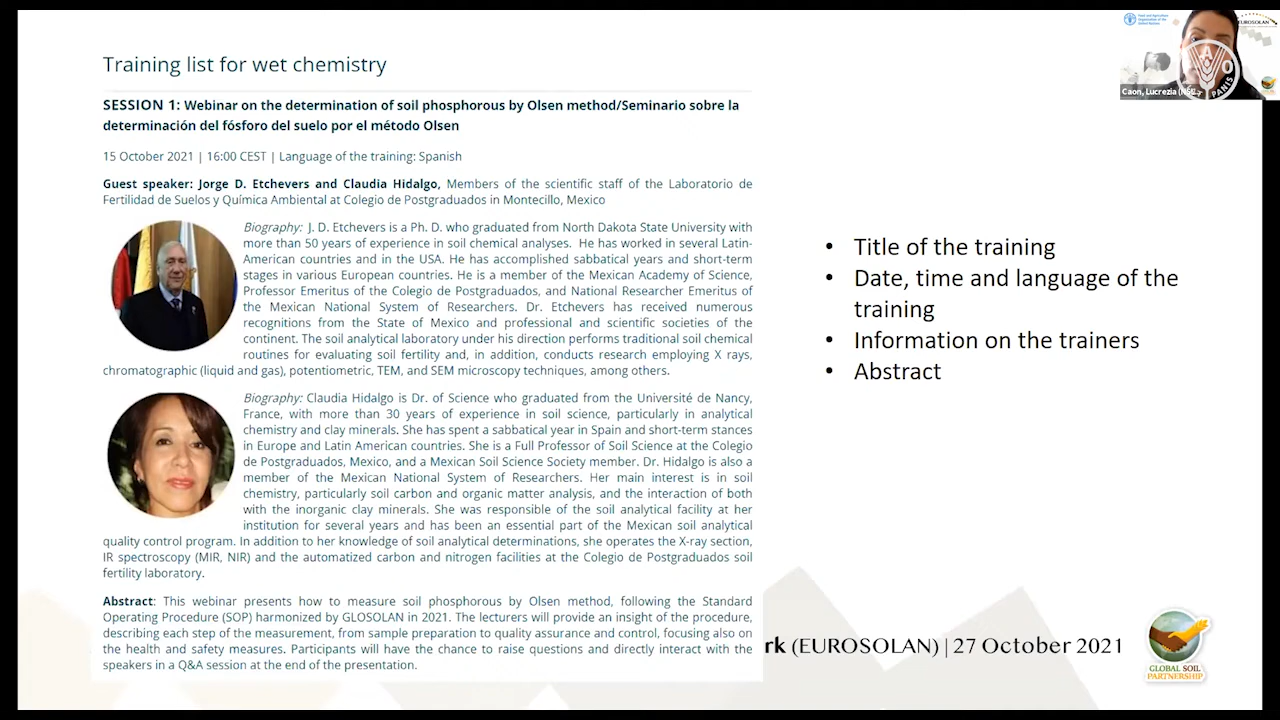 Training list for wet chemistry
SESSION 1: Webinar on the determination of soil phosphorous by Olsen method/Seminario sobre la
determinación del fósforo del suelo por el método Olsen
15 October 2021 | 16:00 CEST | Language of the training: Spanish
Guest speaker: Jorge D. Etchevers and Claudia Hidalgo, Members of the scientific staff of the Laboratorio de
Fertilidad de Suelos y Química Ambiental at Colegio de Postgraduados in Montecillo, Mexico
Biography: J. D. Etchevers is a Ph. D. who graduated from North Dakota State University with
more than 50 years of experience in soil chemical analyses. He has worked in several Latin-
American countries and in the USA. He has accomplished sabbatical years and short-term
stages in various European countries. He is a member of the Mexican Academy of Science,
Professor Emeritus of the Colegio de Postgraduados, and National Researcher Emeritus of
the Mexican National System of Researchers. Dr. Etchevers has received numerous
recognitions from the State of Mexico and professional and scientific societies of the
continent. The soil analytical laboratory under his direction performs traditional soil chemical
routines for evaluating soil fertility and, in addition, conducts research employing X rays,
chromatographic (liquid and gas), potentiometric, TEM, and SEM microscopy techniques, among others.
Biography: Claudia Hidalgo is Dr. of Science who graduated from the Université de Nancy,
France, with more than 30 years of experience in soil science, particularly in analytical
chemistry and clay minerals. She has spent a sabbatical year in Spain and short-term stances
in Europe and Latin American countries. She is a Full Professor of Soil Science at the Colegio
de Postgraduados, Mexico, and a Mexican Soil Science Society member. Dr. Hidalgo is also a
member of the Mexican National System of Researchers. Her main interest is in soil
chemistry, particularly soil carbon and organic matter analysis, and the interaction of both
with the inorganic clay minerals. She was responsible of the soil analytical facility at her
institution for several years and has been an essential part of the Mexican soil analytical
quality control program. In addition to her knowledge of soil analytical determinations, she operates the X-ray section,
IR spectroscopy (MIR, NIR) and the automatized carbon and nitrogen facilities at the Colegio de Postgraduados soil
fertility laboratory.
Abstract: This webinar presents how to measure soil phosphorous by Olsen method, following the Standard
Operating Procedure (SOP) harmonized by GLOSOLAN in 2021. The lecturers will provide an insight of the procedure,
describing each step of the measurement, from sample preparation to quality assurance and control, focusing also on
the health and safety measures. Participants will have the chance to raise questions and directly interact with the
speakers in a Q&A session at the end of the presentation.
• Title of the training
• Date, time and language of the
training
• Information on the trainers
• Abstract
rk (EUROSOLAN) | 27 October 2021
GLOBAL SOIL
PARTNERSHIP
Food and Agriculture
Organization of the
United Nations
EUROSOLAN
Caon, Lucrezia
FAO
PANIS